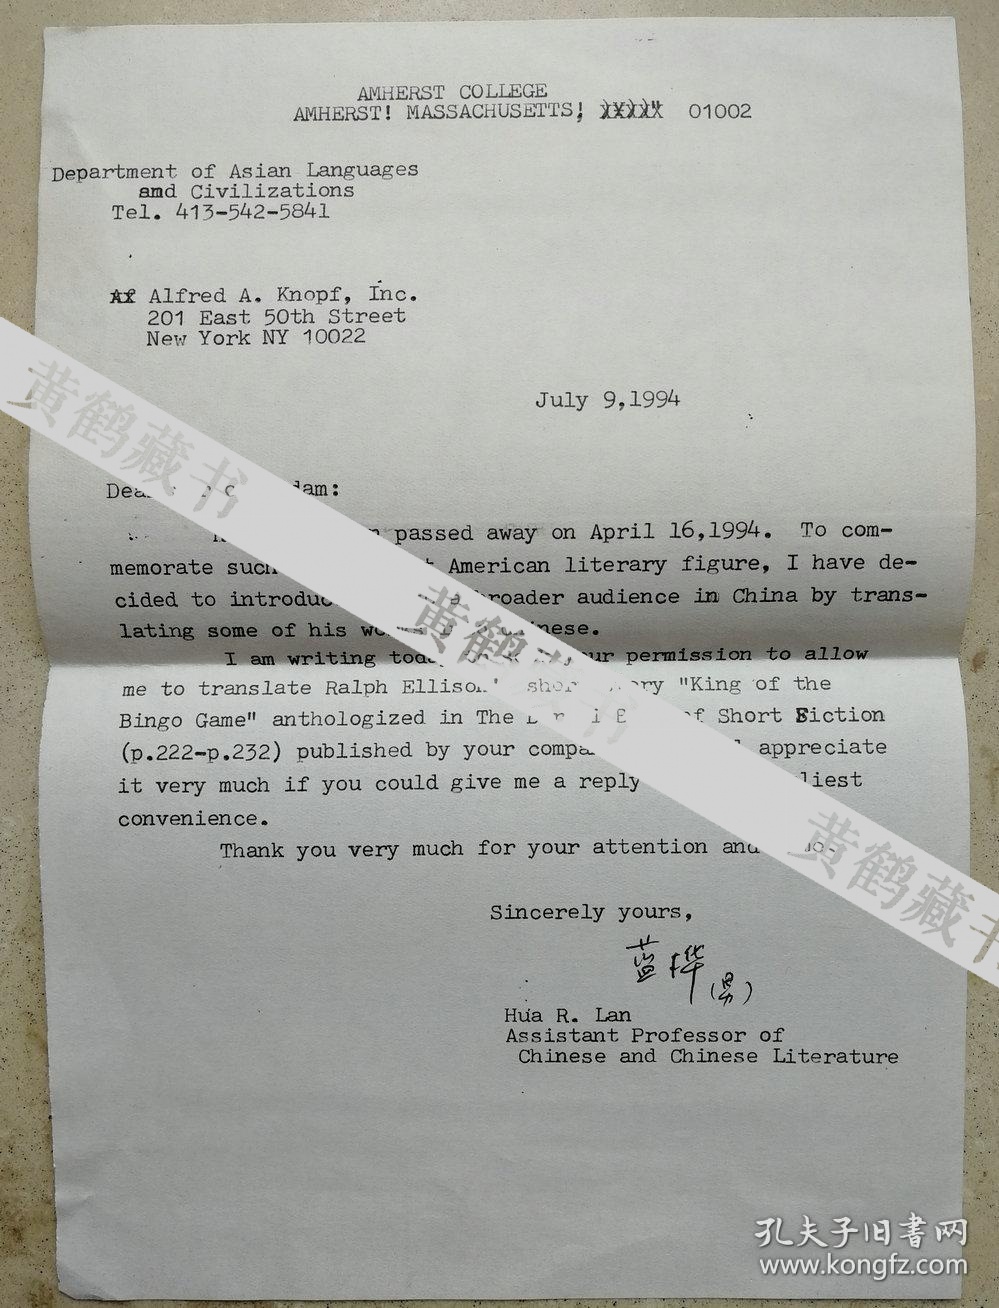 AMHERST COLLEGE
AMHERST! MASSACHUSETTS! 01002
Department of Asian Languages
amd Civilizations
Tel. 413-542-5841
Af Alfred A. Knopf, Inc.
201 East 50th Street
New York NY 10022
July 9,1994
dam:
passed away on April 16,1994. To com-
memorate such American literary figure, I have de-
cided to introduc broader audience in China by trans-
lating some of his
I am writing your permission to allow
me to translate Ralph Ellison' "King of the
Bingo Game" anthologized in The of Short Fiction
(p.222-p.232) published by your appreciate
it very much if you could give me a reply
convenience.
Thank you very much for your attention and
Sincerely yours,
蓝桦
(男)
Hua R. Lan
Assistant Professor of
Chinese and Chinese Literature
黄鹤藏书
黄鹤藏书
黄鹤藏书
孔夫子旧书网
www.kongfz.com